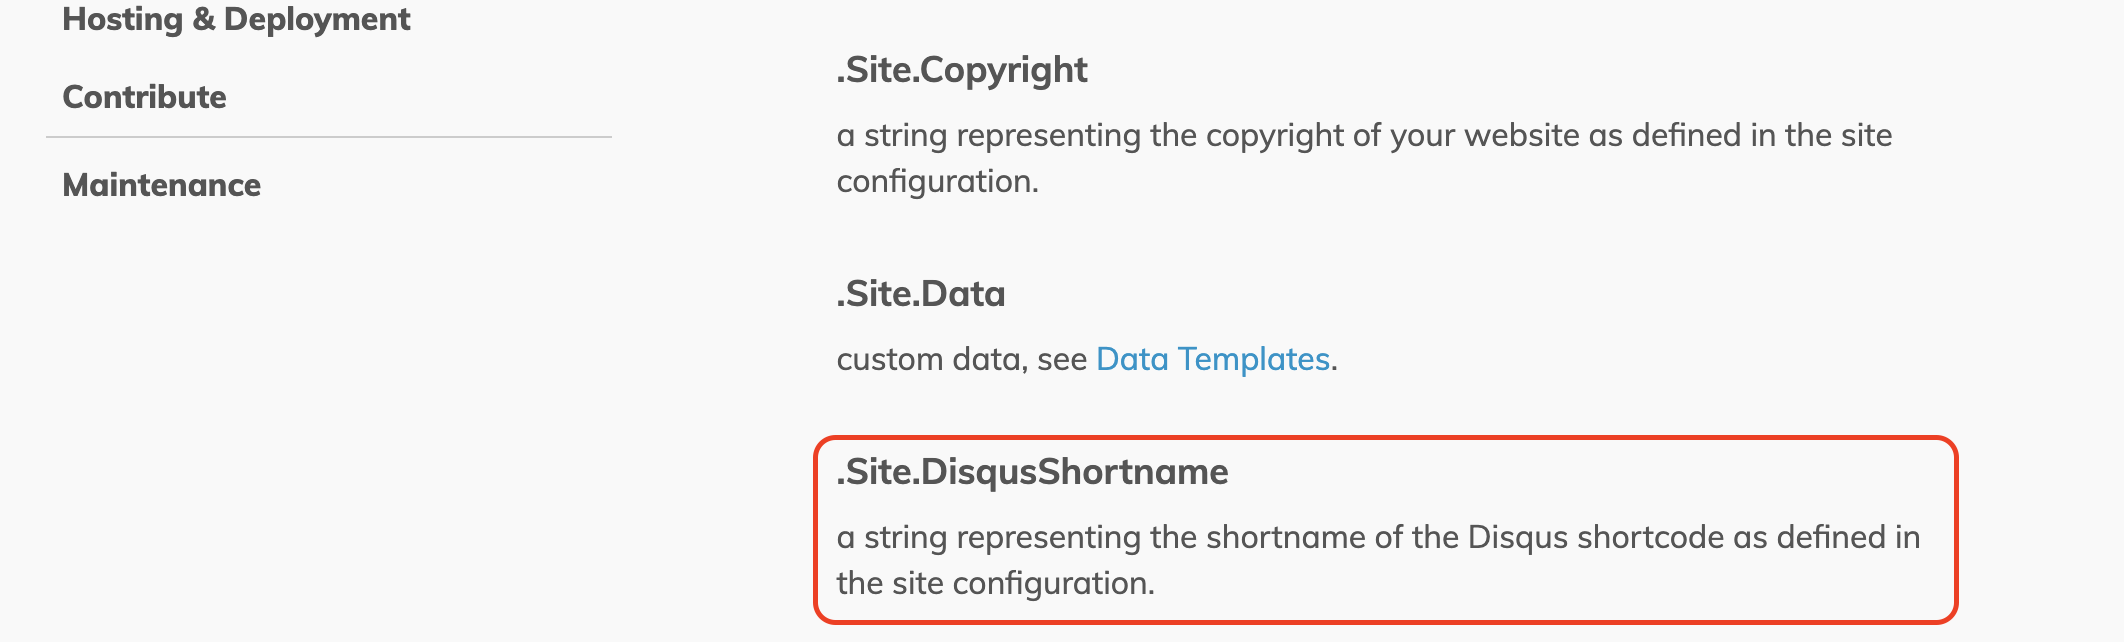 Hosting & Deployment
Contribute
Maintenance
.Site.Copyright
a string representing the copyright of your website as defined in the site
configuration.
.Site.Data
custom data, see Data Templates.
.Site.DisqusShortname
a string representing the shortname of the Disqus shortcode as defined in
the site configuration.